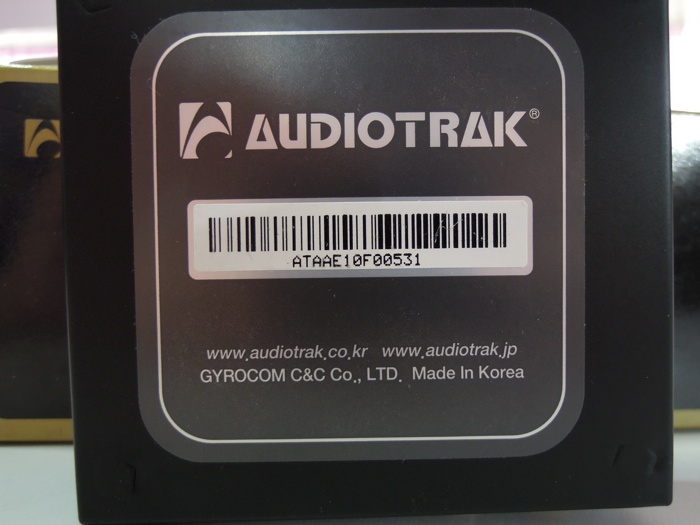 AUDIOTRAK®
ATAAE10F00531
www.audiotrak.co.kr www.audiotrak.jp
GYROCOM C&C Co., LTD. Made In Korea